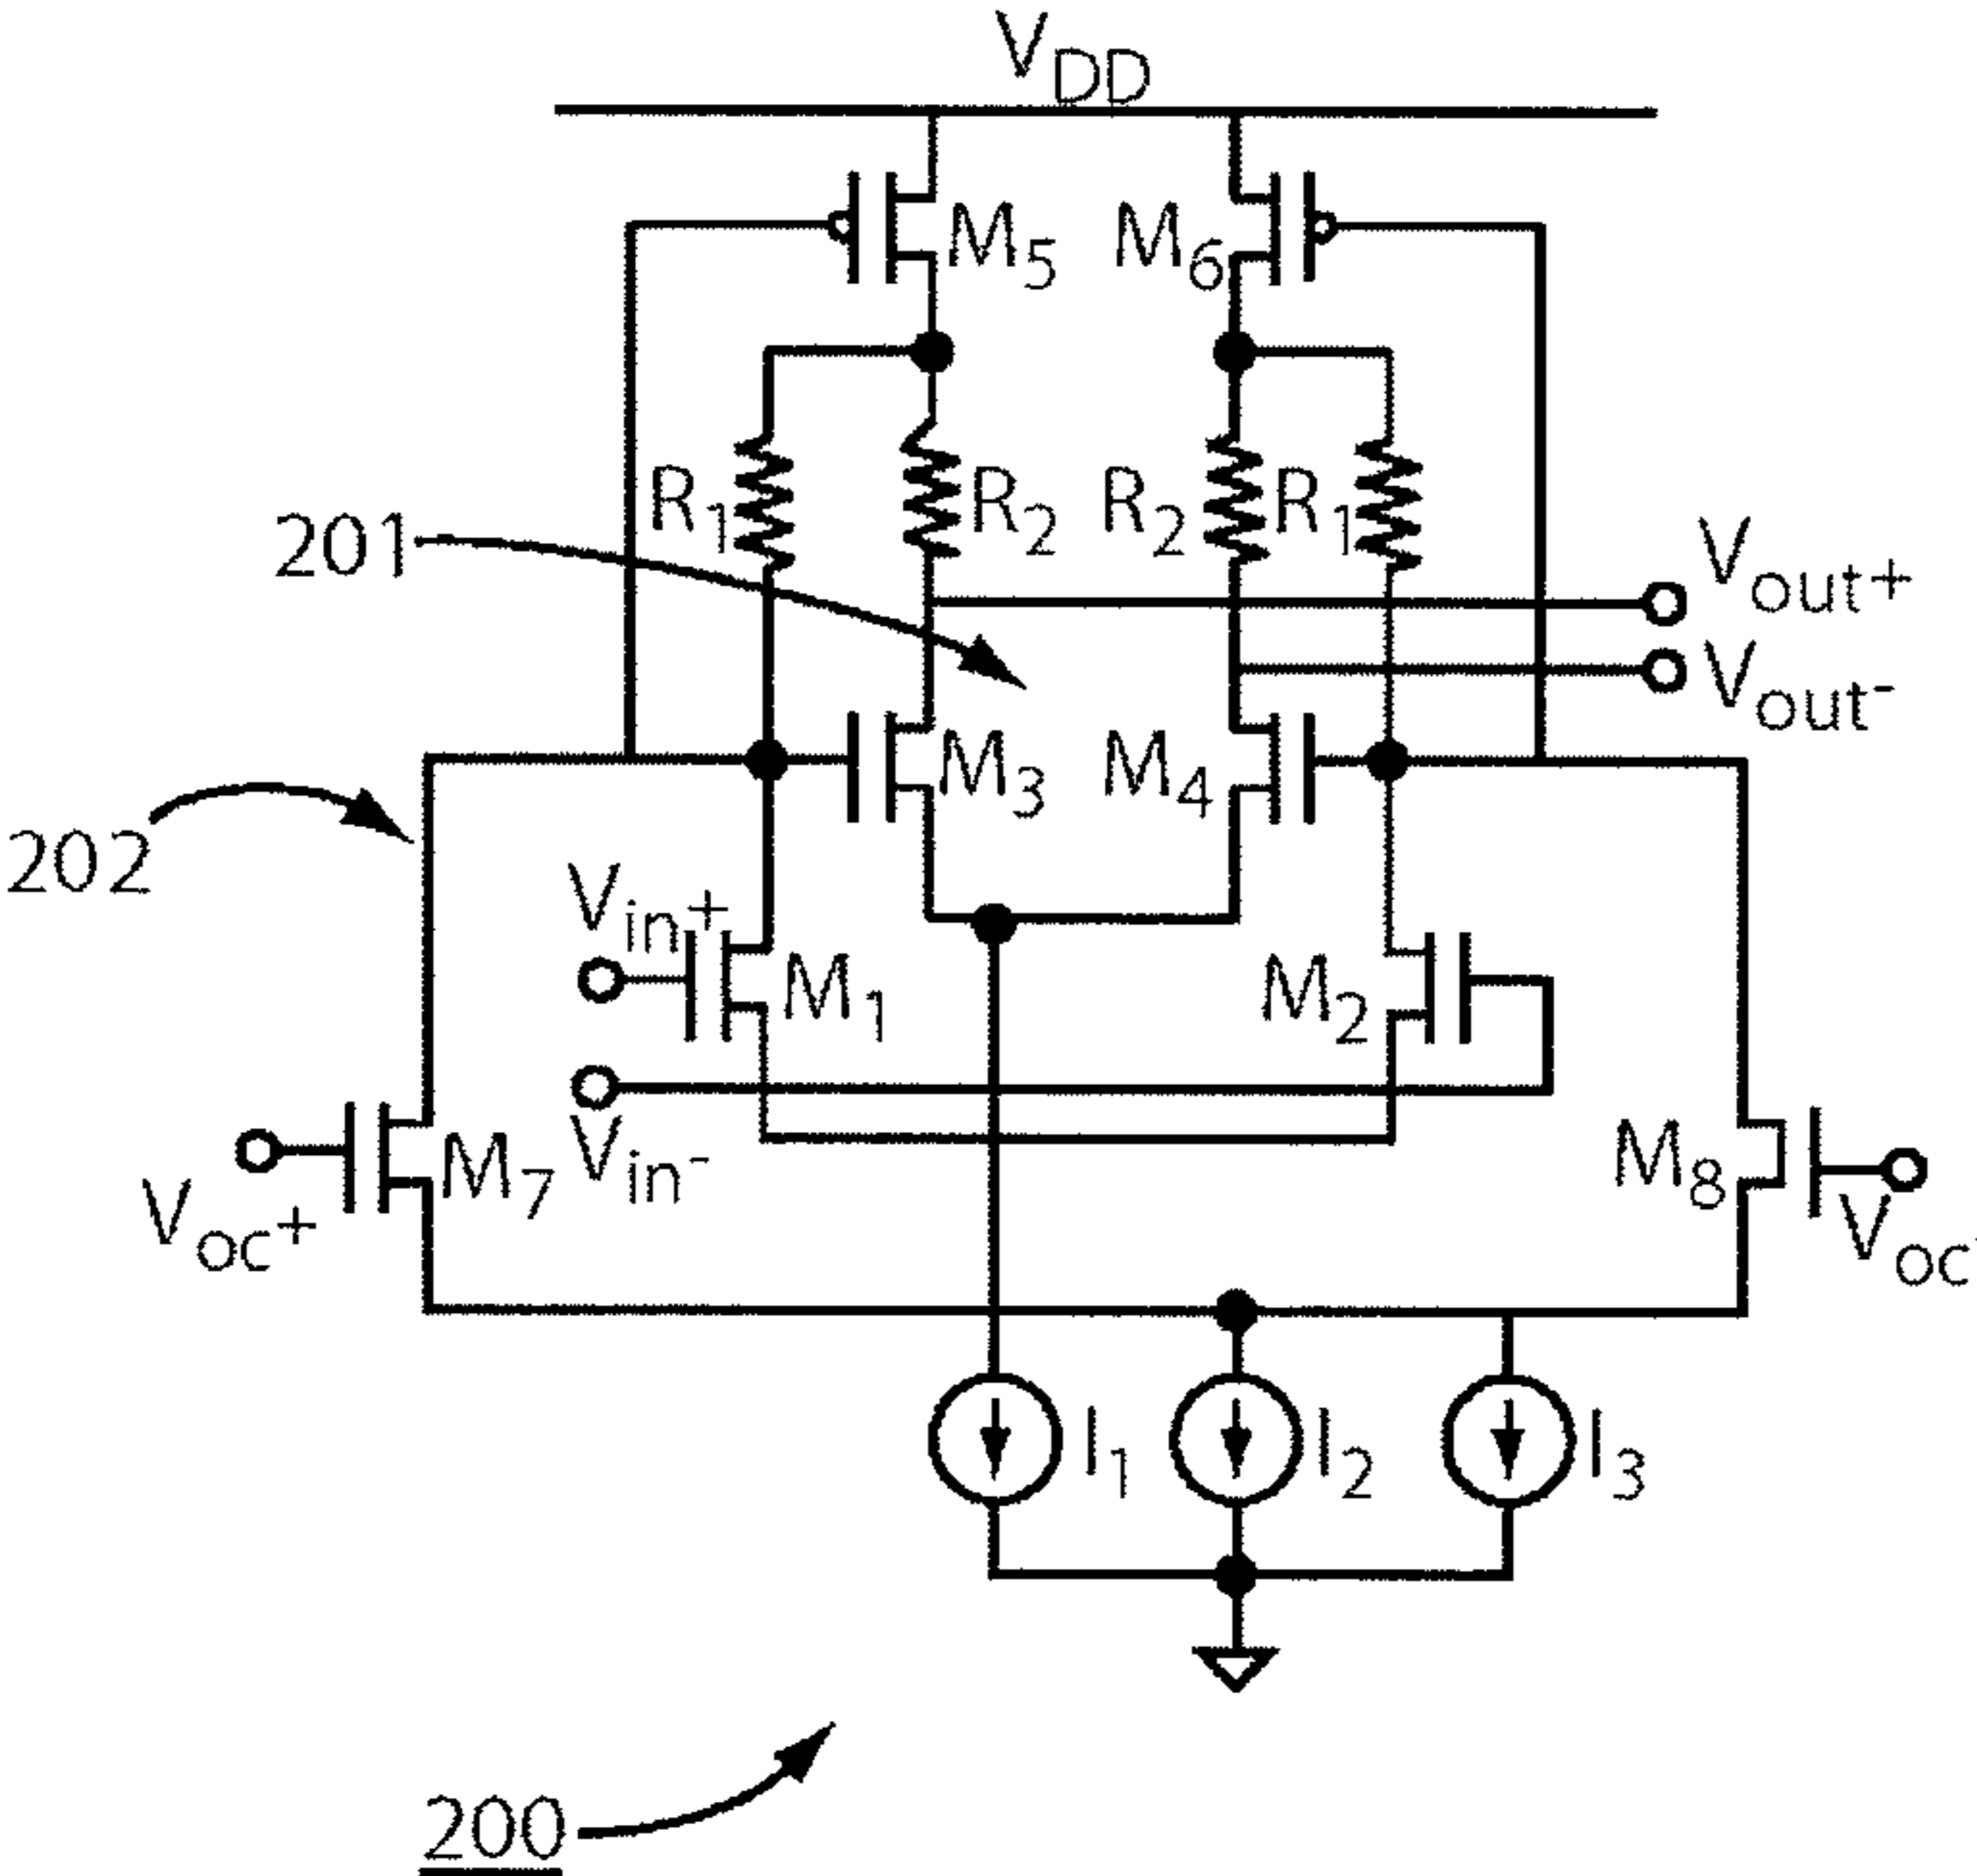 VDD
M5
M6
R1
R2
R2
R1
201
Vout+
Vout-
M3
M4
202
Vin+
M1
M2
Vin-
Voc+
M7
M8
Voc
I1
I2
I3
200